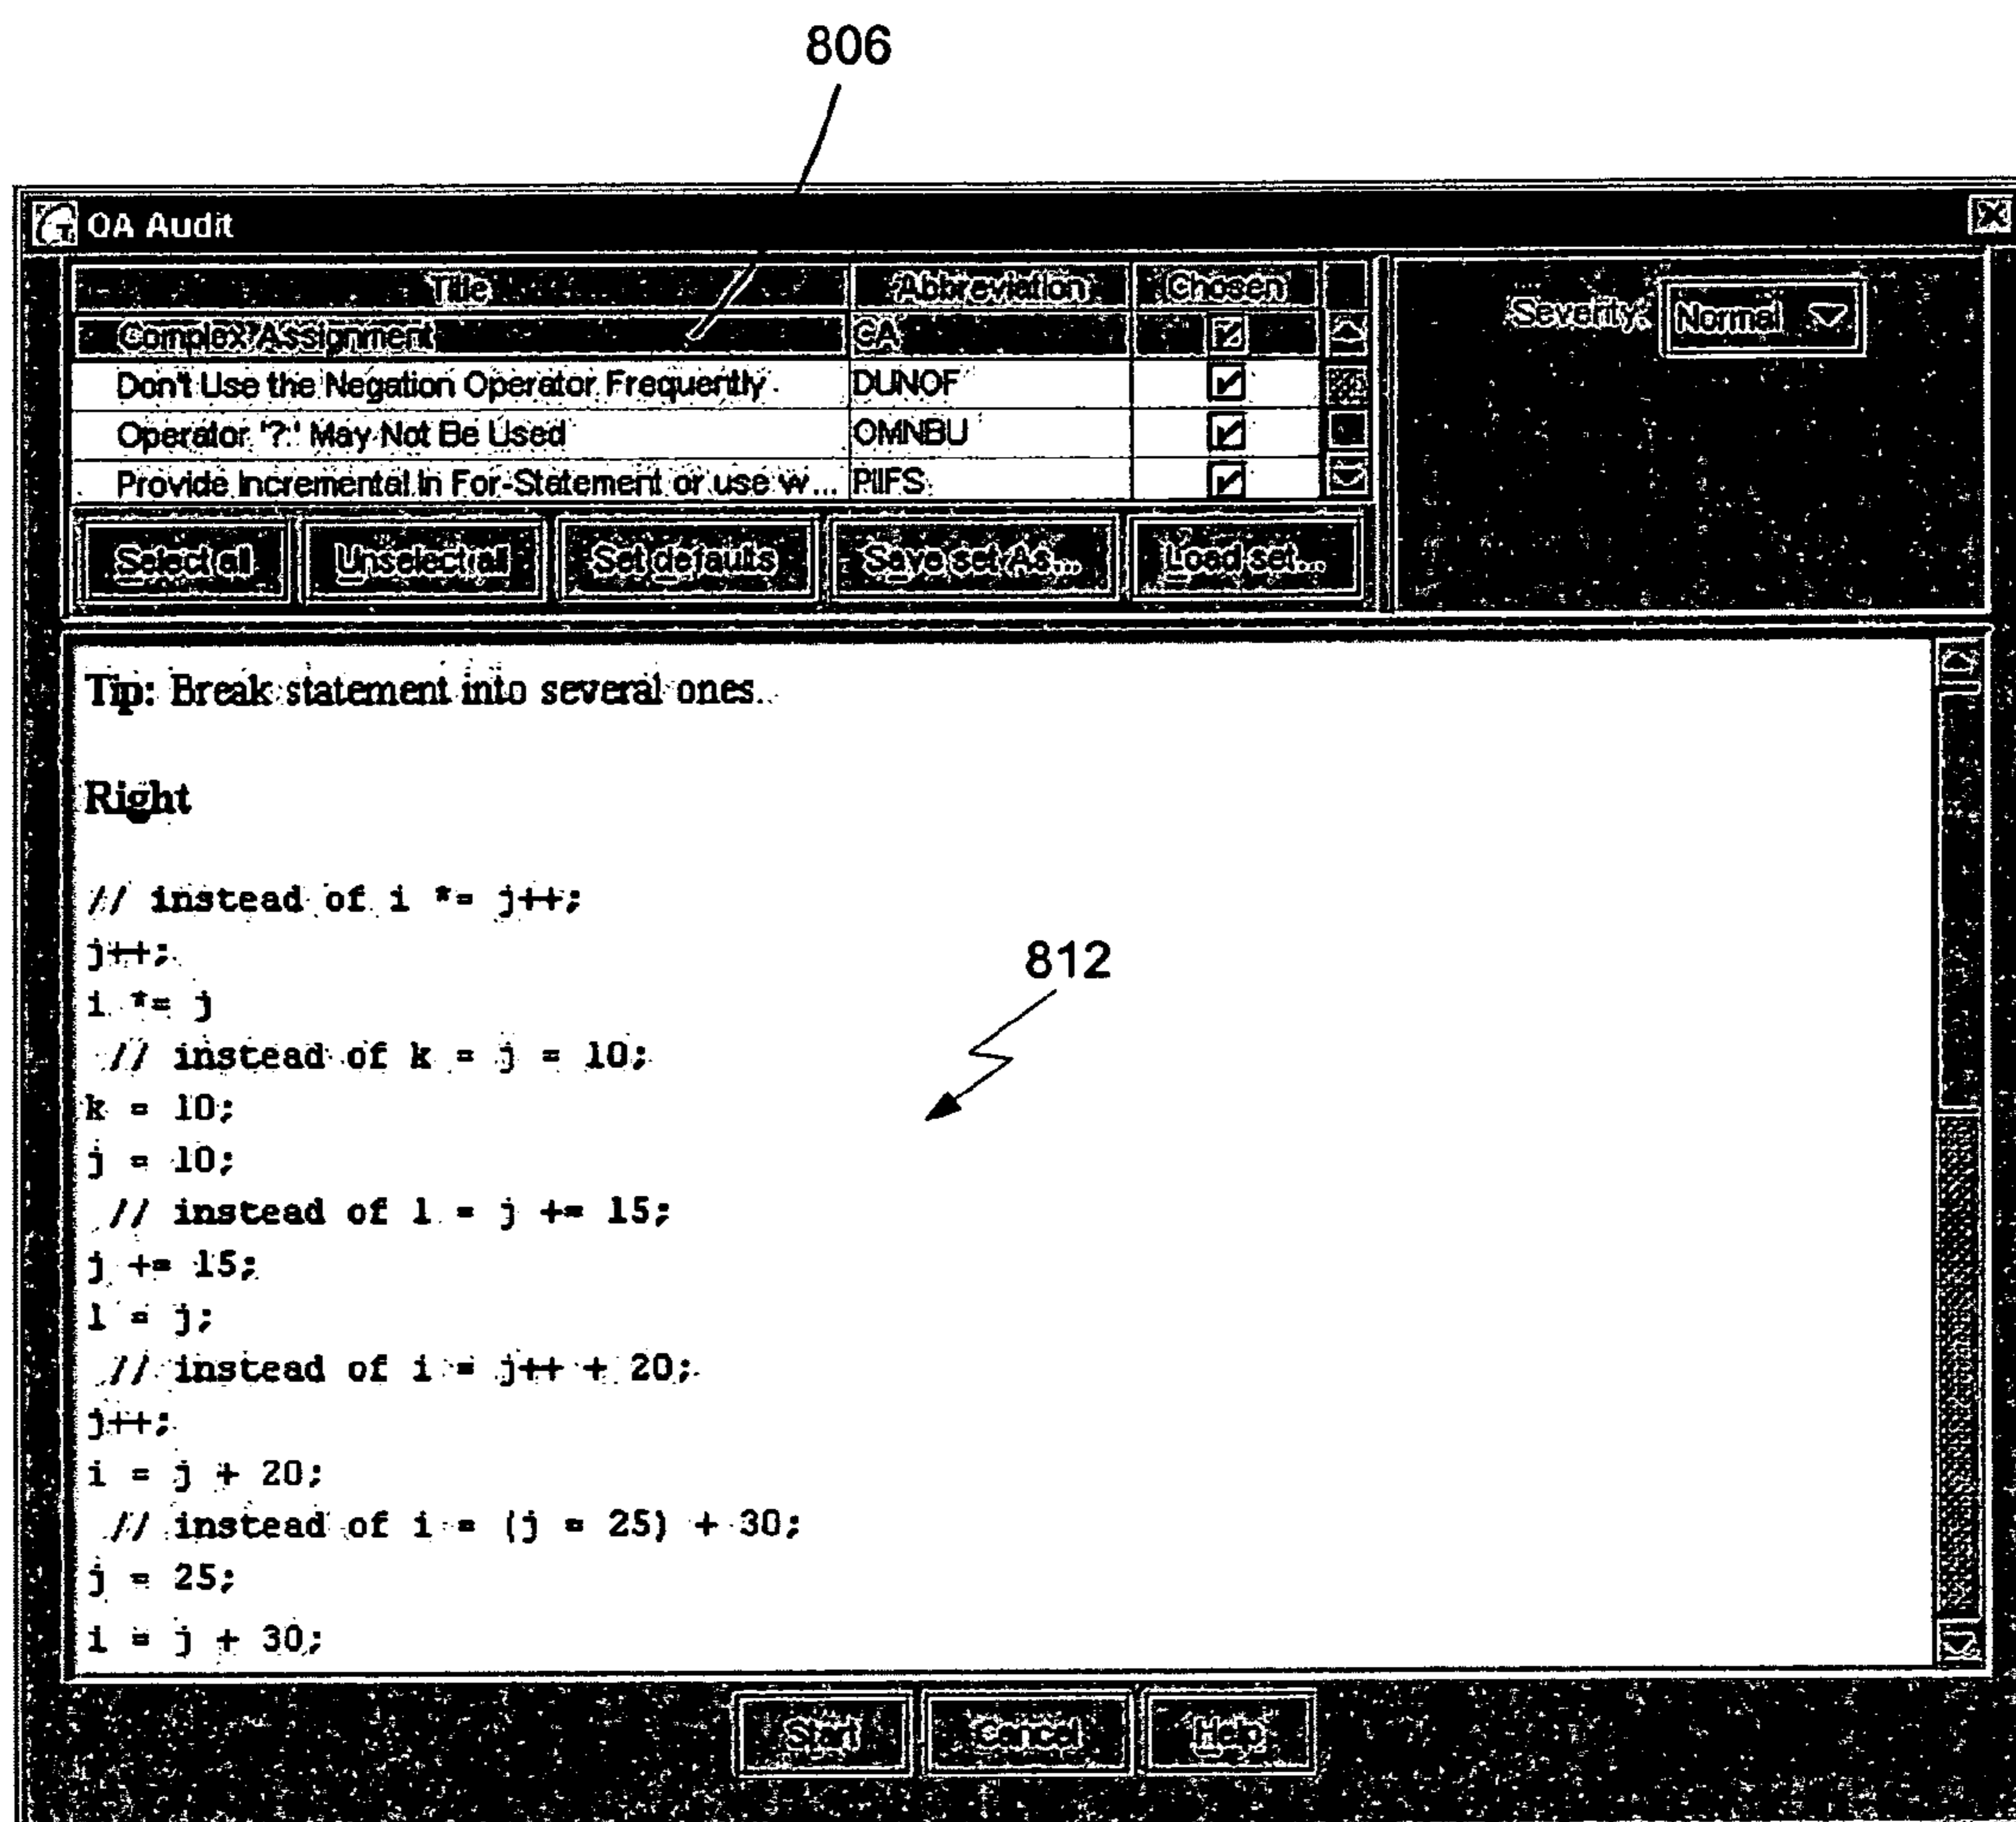 806
QA Audit
Title Abbreviation Chosen
Complex Assignment CA
Don't Use the Negation Operator Frequently DUNOF
Operator '?:' May Not Be Used OMNBU
Provide Incremental In For-Statement or use w... PIIFS
Severity: Normal
Select all Unselect all Set defaults Save set As... Load set...
Tip: Break statement into several ones.
Right
// instead of i *= j++;
j++;
i *= j
// instead of k = j = 10;
k = 10;
j = 10;
// instead of l = j += 15;
j += 15;
l = j;
// instead of i = j++ + 20;
j++;
i = j + 20;
// instead of i = (j = 25) + 30;
j = 25;
i = j + 30;
812
Start Cancel Help